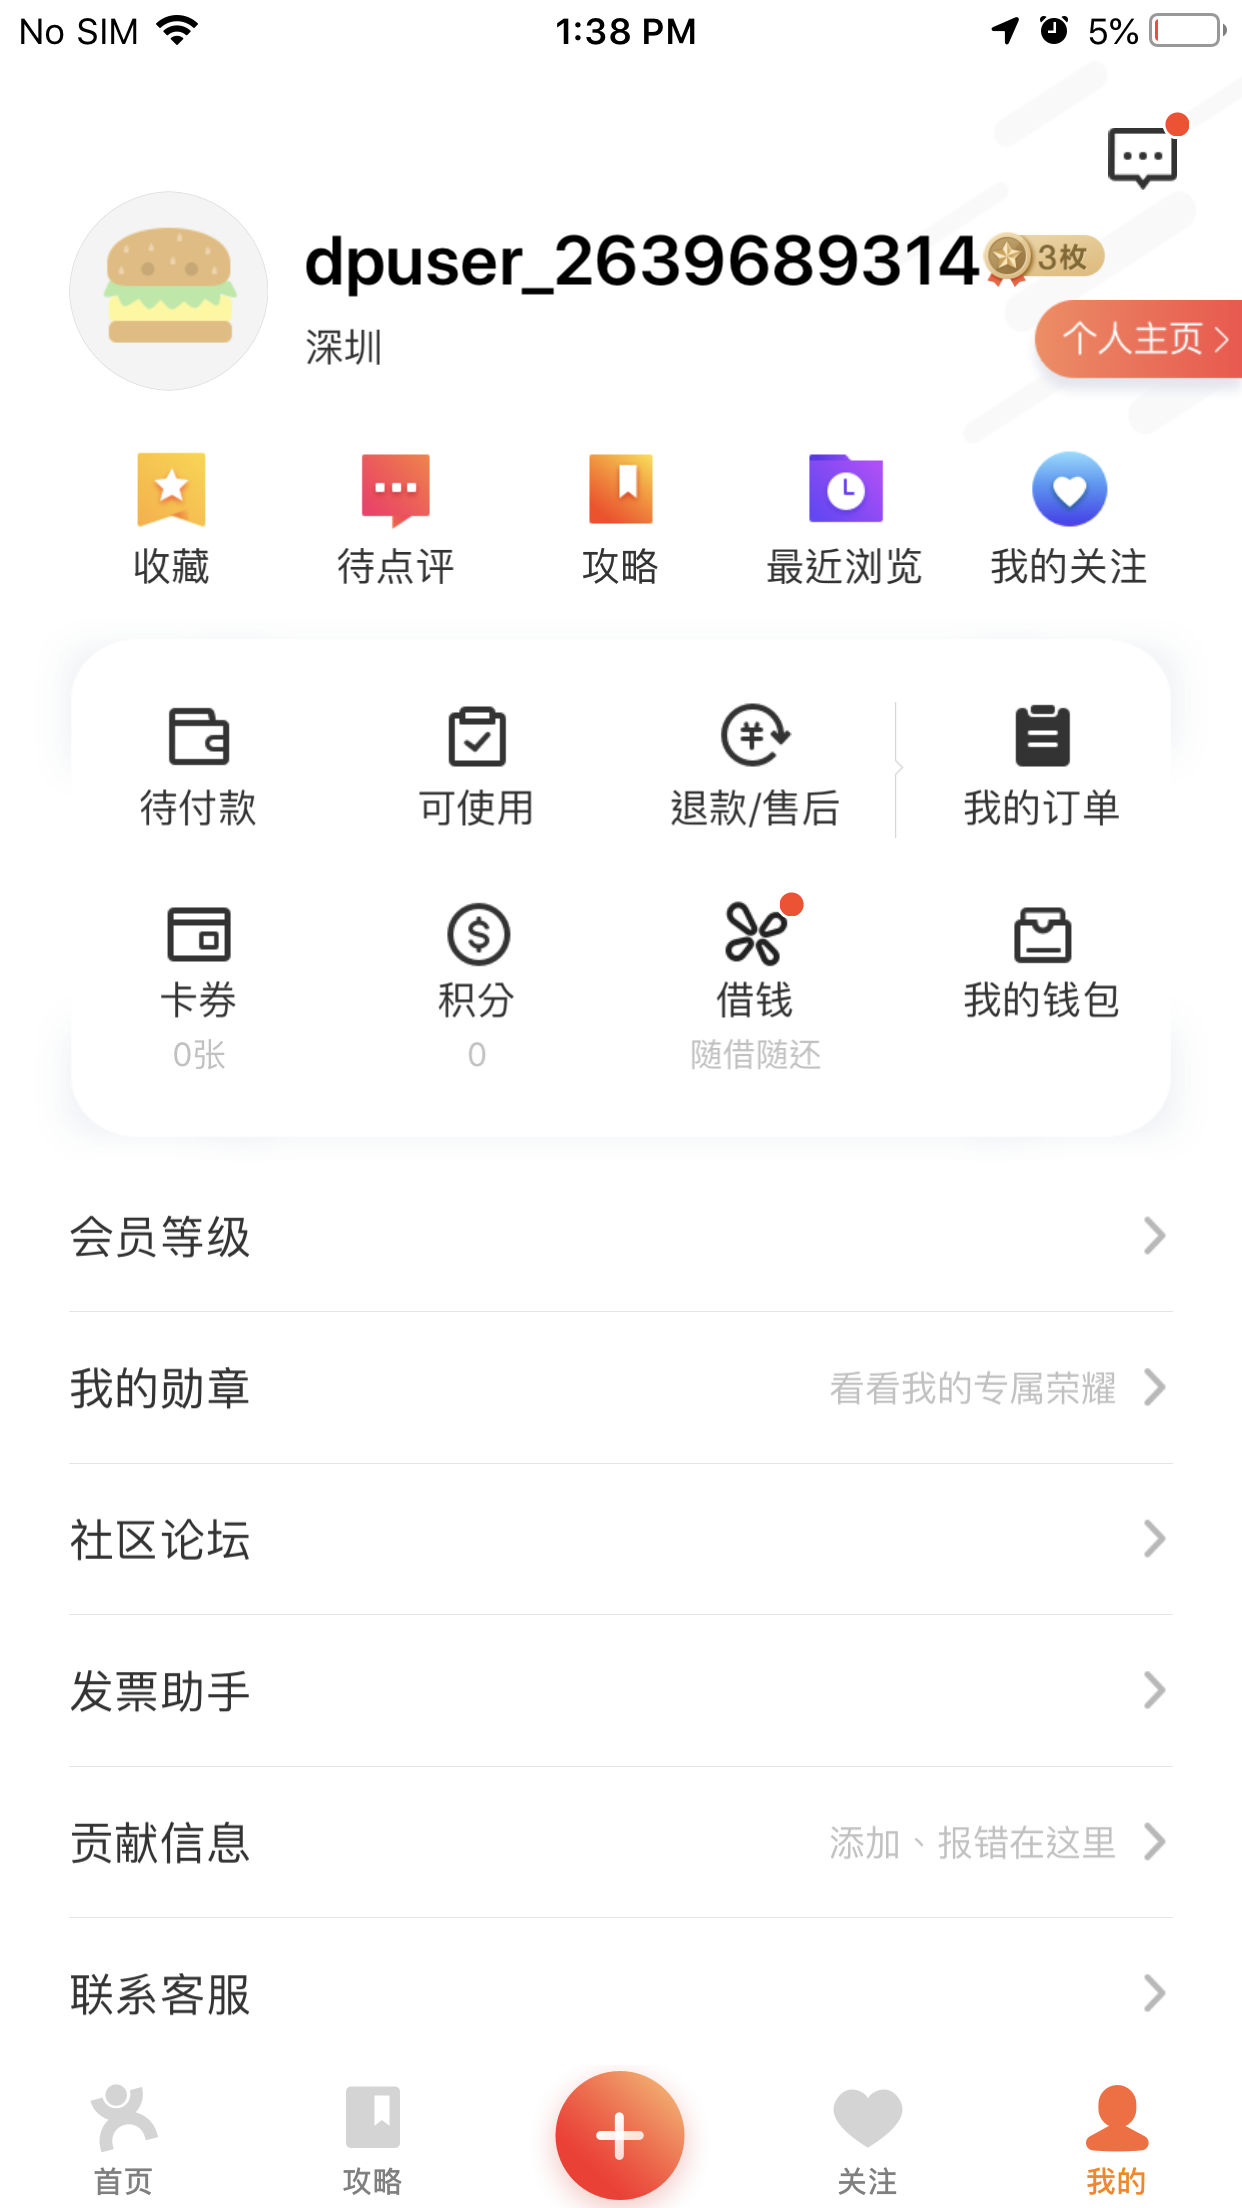 No SIM 1:38 PM 5%
dpuser_2639689314 3枚
深圳
个人主页
收藏 待点评 攻略 最近浏览 我的关注
待付款 可使用 退款/售后 我的订单
卡券 积分 借钱 我的钱包
0张 0 随借随还
会员等级
我的勋章 看看我的专属荣耀
社区论坛
发票助手
贡献信息 添加、报错在这里
联系客服
首页 攻略 关注 我的